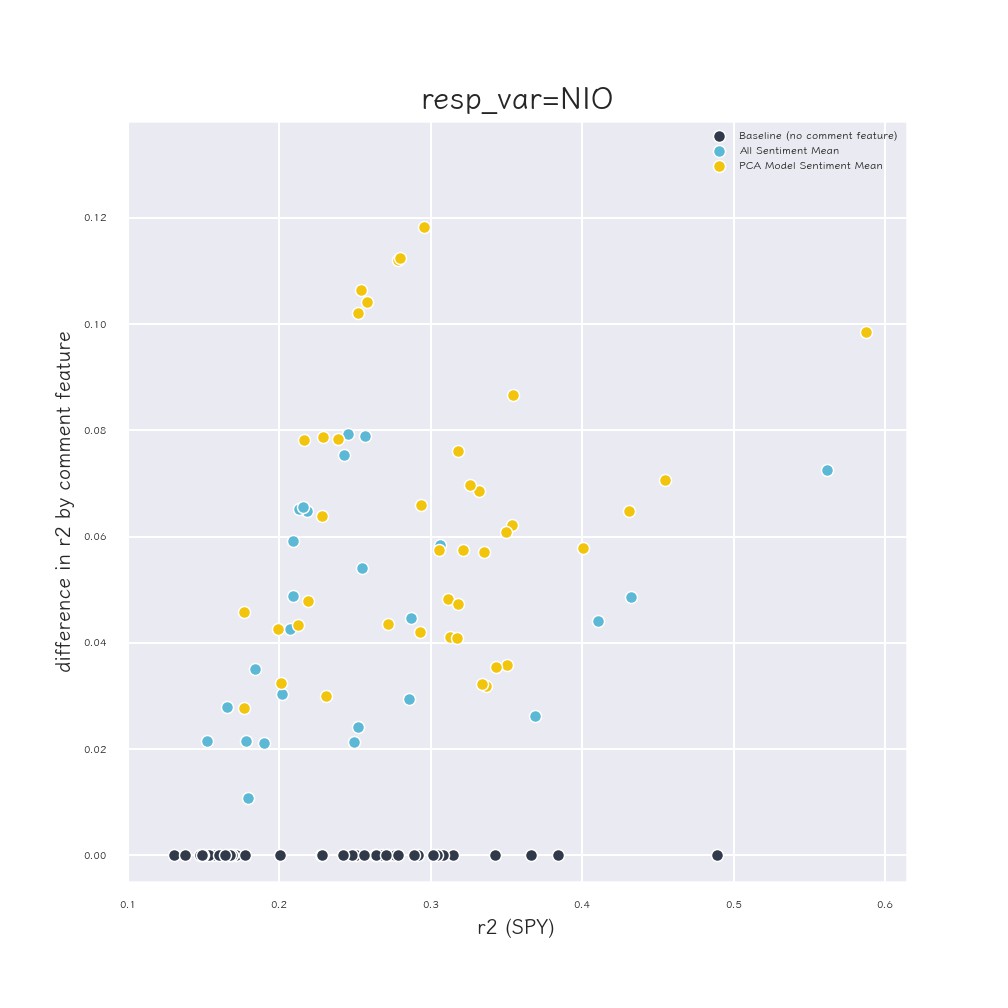 resp_var=NIO
Baseline (no comment feature)
All Sentiment Mean
PCA Model Sentiment Mean
difference in r2 by comment feature
0.12
0.10
0.08
0.06
0.04
0.02
0.00
0.1 0.2 0.3 0.4 0.5 0.6
r2 (SPY)